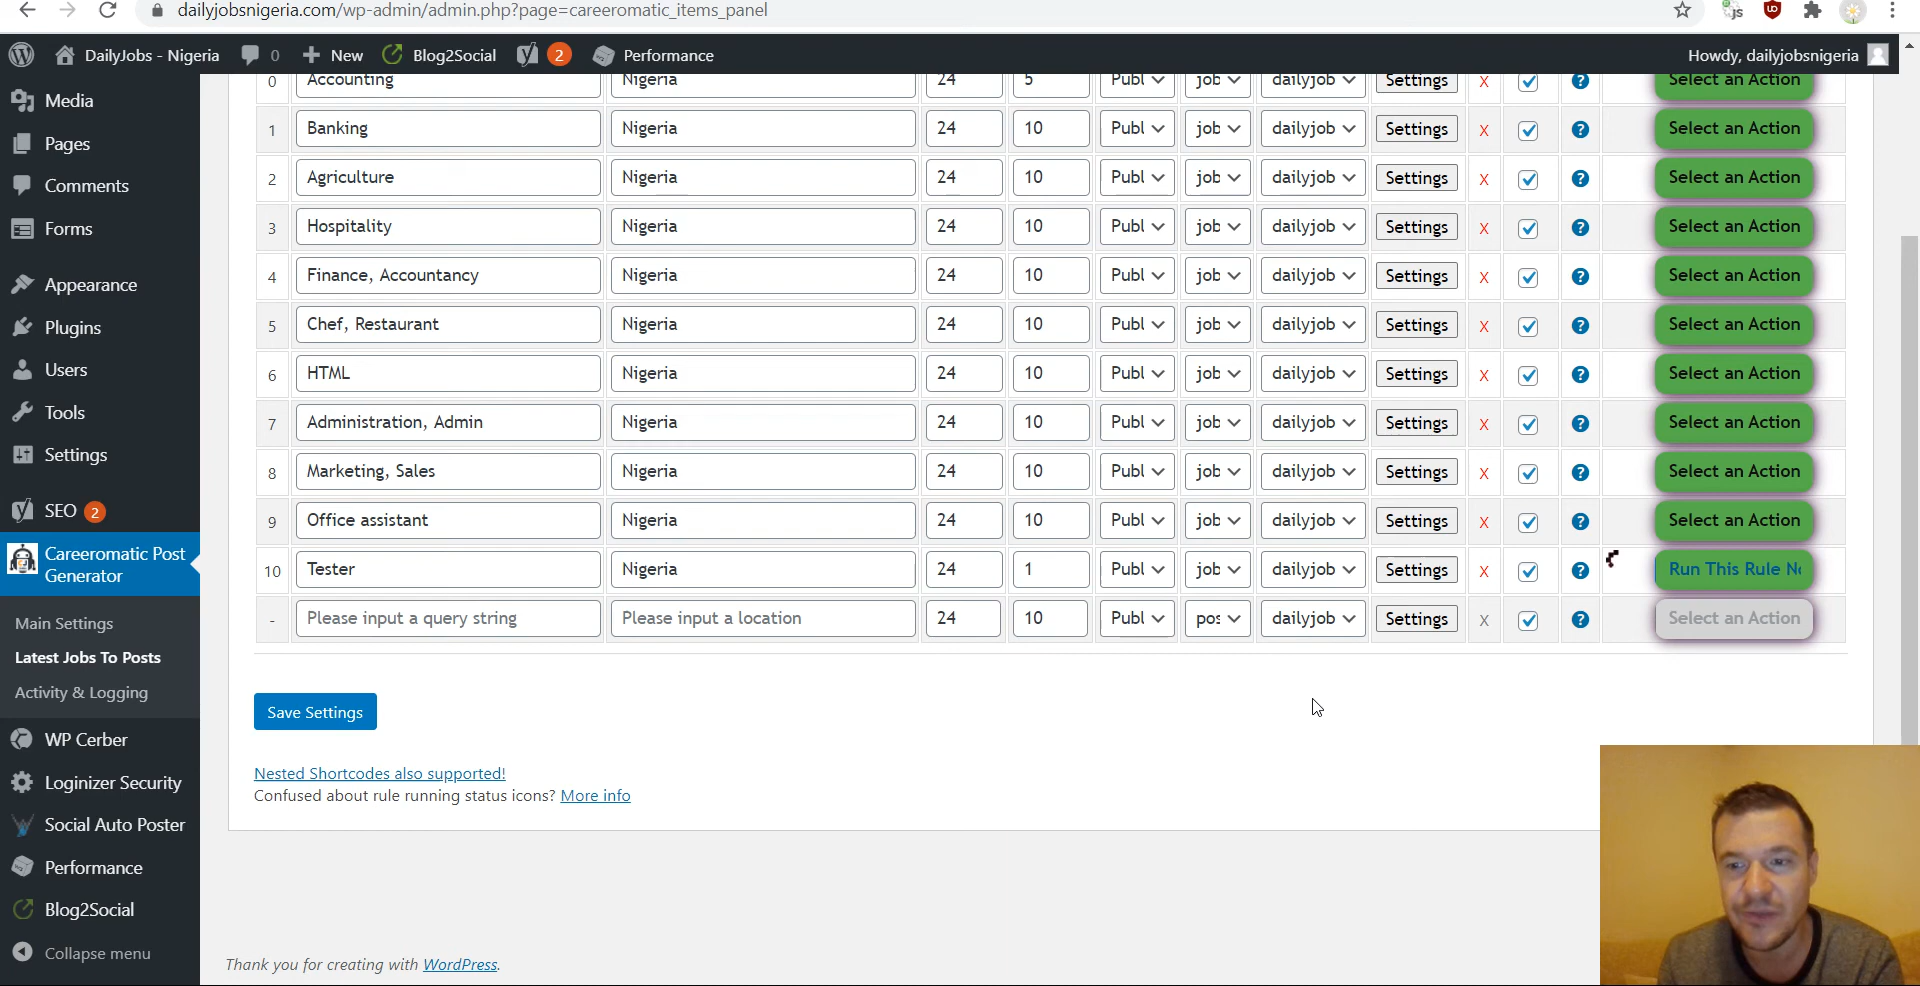 dailyjobsnigeria.com/wp-admin/admin.php?page=careeromatic_items_panel
DailyJobs - Nigeria 0 New Blog2Social 2 Performance Howdy, dailyjobsnigeria
Media
Pages
Comments
Forms
Appearance
Plugins
Users
Tools
Settings
SEO 2
Careeromatic Post
Generator
Main Settings
Latest Jobs To Posts
Activity & Logging
WP Cerber
Loginizer Security
Social Auto Poster
Performance
Blog2Social
Collapse menu
0 Accounting Nigeria 24 5 Publ job dailyjob Settings X ? Select an Action
1 Banking Nigeria 24 10 Publ job dailyjob Settings X ? Select an Action
2 Agriculture Nigeria 24 10 Publ job dailyjob Settings X ? Select an Action
3 Hospitality Nigeria 24 10 Publ job dailyjob Settings X ? Select an Action
4 Finance, Accountancy Nigeria 24 10 Publ job dailyjob Settings X ? Select an Action
5 Chef, Restaurant Nigeria 24 10 Publ job dailyjob Settings X ? Select an Action
6 HTML Nigeria 24 10 Publ job dailyjob Settings X ? Select an Action
7 Administration, Admin Nigeria 24 10 Publ job dailyjob Settings X ? Select an Action
8 Marketing, Sales Nigeria 24 10 Publ job dailyjob Settings X ? Select an Action
9 Office assistant Nigeria 24 10 Publ job dailyjob Settings X ? Select an Action
10 Tester Nigeria 24 1 Publ job dailyjob Settings X ? Run This Rule No
- Please input a query string Please input a location 24 10 Publ pos dailyjob Settings X ? Select an Action
Save Settings
Nested Shortcodes also supported!
Confused about rule running status icons? More info
Thank you for creating with WordPress.